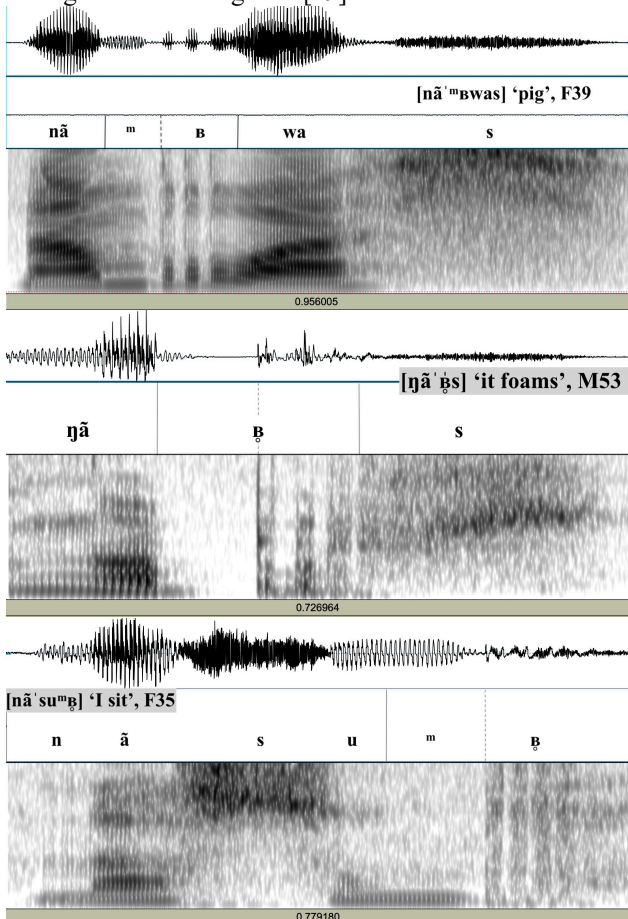 [nãˈᵐʙwas] ‘pig’, F39
nã ᵐ ʙ wa s
0.956005
[ŋãˈʙ̥̍s] ‘it foams’, M53
ŋã ʙ̥ s
0.726964
[nãˈsuᵐʙ̥] ‘I sit’, F35
n ã s u ᵐ ʙ̥
0.779180